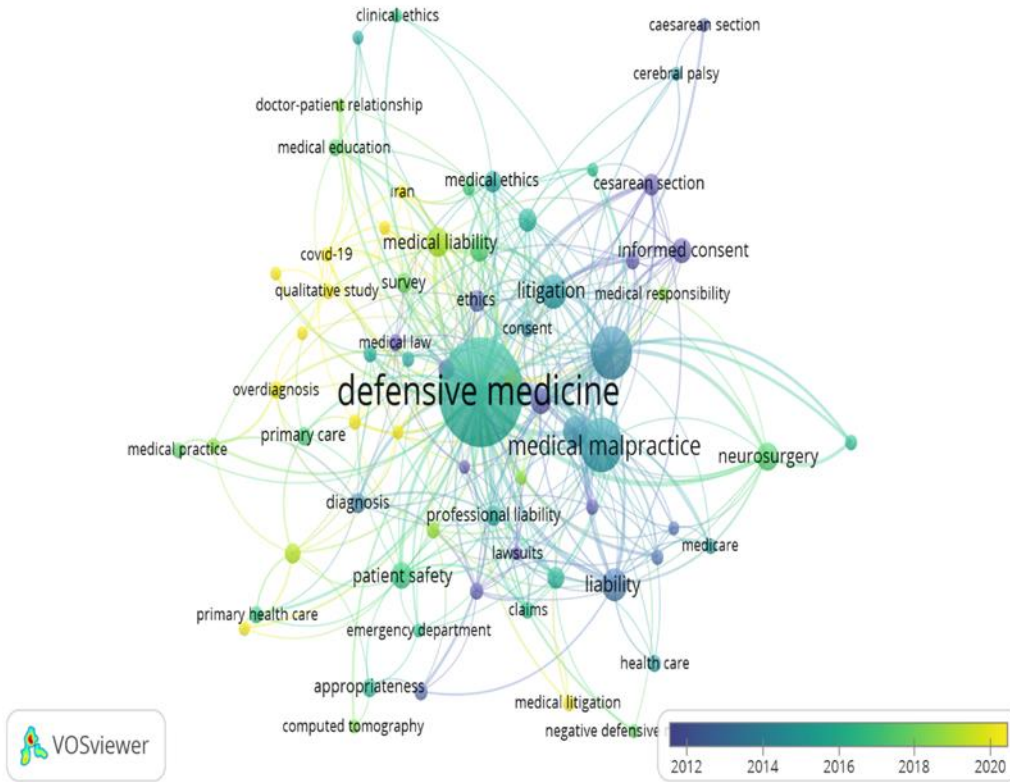 clinical ethics
caesarean section
cerebral palsy
doctor-patient relationship
medical education
medical ethics
cesarean section
iran
medical liability
informed consent
covid-19
survey
qualitative study
ethics
litigation
medical responsibility
consent
medical law
defensive medicine
overdiagnosis
medical practice
primary care
medical malpractice
neurosurgery
diagnosis
professional liability
lawsuits
medicare
patient safety
liability
primary health care
claims
emergency department
health care
appropriateness
medical litigation
computed tomography
negative defensive
VOSviewer
2012 2014 2016 2018 2020